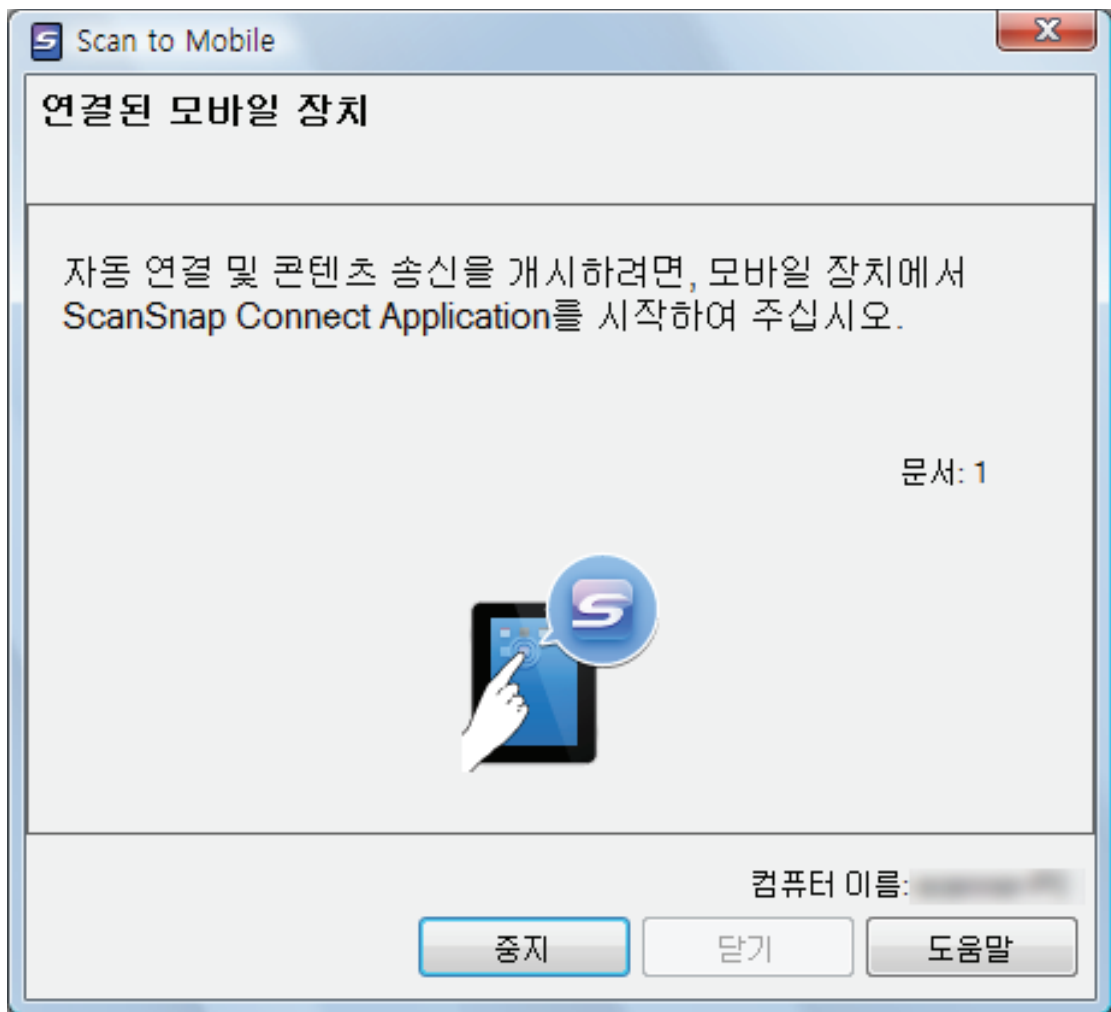 Scan to Mobile
연결된 모바일 장치
자동 연결 및 콘텐츠 송신을 개시하려면, 모바일 장치에서
ScanSnap Connect Application를 시작하여 주십시오.
문서: 1
컴퓨터 이름:
중지
닫기
도움말